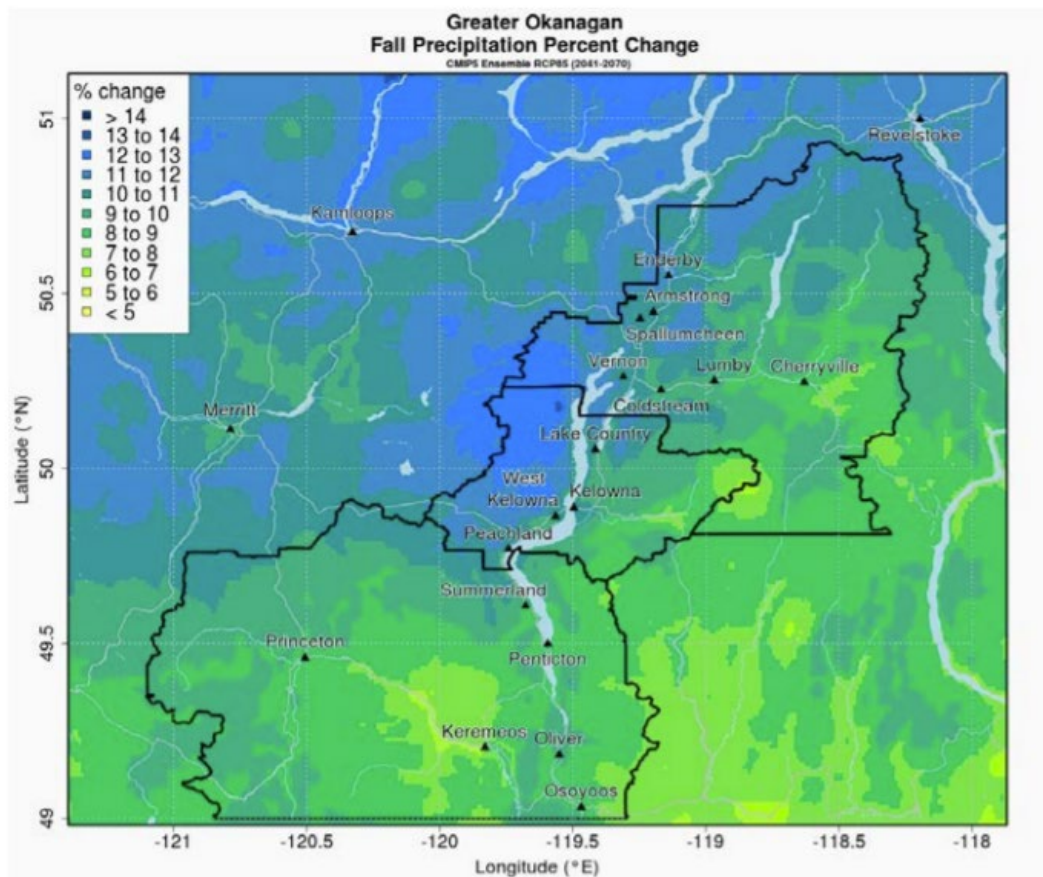 Greater Okanagan
Fall Precipitation Percent Change
CMIP5 Ensemble RCP85 (2041-2070)
% change
> 14
13 to 14
12 to 13
11 to 12
10 to 11
9 to 10
8 to 9
7 to 8
6 to 7
5 to 6
< 5
Revelstoke
Kamloops
Enderby
Armstrong
Spallumcheen
Vernon
Lumby
Cherryville
Coldstream
Merritt
Lake Country
West
Kelowna
Kelowna
Peachland
Summerland
Princeton
Penticton
Keremeos
Oliver
Osoyoos
51
50.5
50
49.5
49
Latitude (°N)
-121
-120.5
-120
-119.5
-119
-118.5
-118
Longitude (°E)